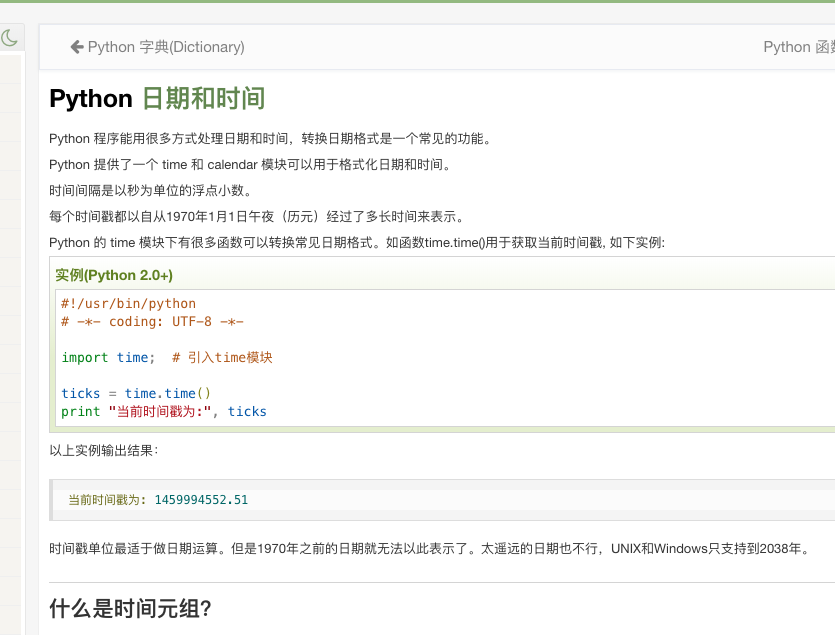 Python 字典(Dictionary)
Python 函数
Python 日期和时间
Python 程序能用很多方式处理日期和时间，转换日期格式是一个常见的功能。
Python 提供了一个 time 和 calendar 模块可以用于格式化日期和时间。
时间间隔是以秒为单位的浮点小数。
每个时间戳都以自从1970年1月1日午夜（历元）经过了多长时间来表示。
Python 的 time 模块下有很多函数可以转换常见日期格式。如函数time.time()用于获取当前时间戳, 如下实例:
实例(Python 2.0+)
#!/usr/bin/python
# -*- coding: UTF-8 -*-
import time;  # 引入time模块
ticks = time.time()
print "当前时间戳为:", ticks
以上实例输出结果：
当前时间戳为: 1459994552.51
时间戳单位最适于做日期运算。但是1970年之前的日期就无法以此表示了。太遥远的日期也不行，UNIX和Windows只支持到2038年。
什么是时间元组?